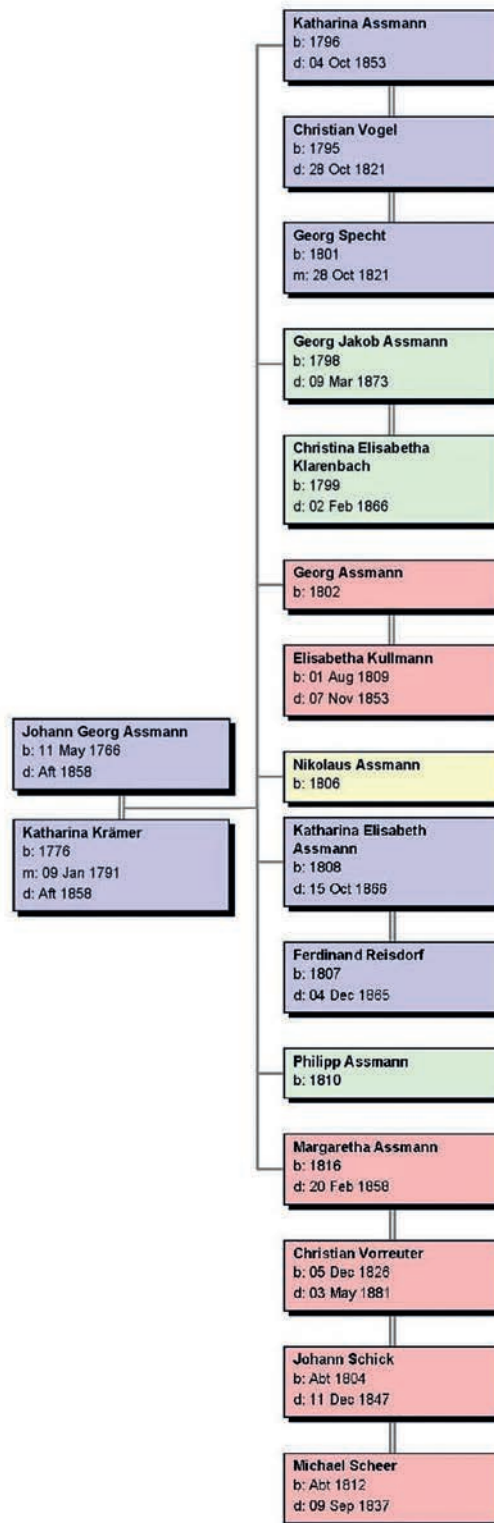 Katharina Assmann
b: 1796
d: 04 Oct 1853
Christian Vogel
b: 1795
d: 28 Oct 1821
Georg Specht
b: 1801
m: 28 Oct 1821
Georg Jakob Assmann
b: 1798
d: 09 Mar 1873
Christina Elisabetha
Klarenbach
b: 1799
d: 02 Feb 1866
Georg Assmann
b: 1802
Elisabetha Kullmann
b: 01 Aug 1809
d: 07 Nov 1853
Johann Georg Assmann
b: 11 May 1766
d: Aft 1858
Katharina Krämer
b: 1776
m: 09 Jan 1791
d: Aft 1858
Nikolaus Assmann
b: 1806
Katharina Elisabeth
Assmann
b: 1808
d: 15 Oct 1866
Ferdinand Reisdorf
b: 1807
d: 04 Dec 1865
Philipp Assmann
b: 1810
Margaretha Assmann
b: 1816
d: 20 Feb 1858
Christian Vorreuter
b: 05 Dec 1826
d: 03 May 1881
Johann Schick
b: Abt 1804
d: 11 Dec 1847
Michael Scheer
b: Abt 1812
d: 09 Sep 1837